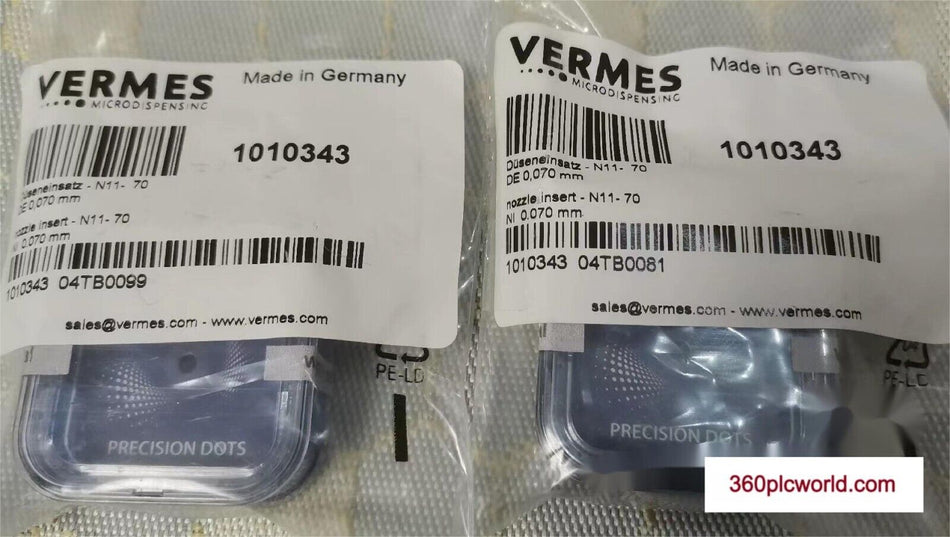 VERMES
MICRODISPENSING
Made in Germany
1010343
Düseneinsatz - N11- 70
DE 0,070 mm
nozzle insert - N11- 70
NI 0.070 mm
1010343 04TB0099
sales@vermes.com - www.vermes.com
PRECISION DOTS
PE-LD
VERMES
MICRODISPENSING
Made in Germany
1010343
Düseneinsatz - N11- 70
DE 0,070 mm
nozzle insert - N11- 70
NI 0.070 mm
1010343 04TB0081
sales@vermes.com - www.vermes.com
PRECISION DOTS
PE-LD
360plcworld.com